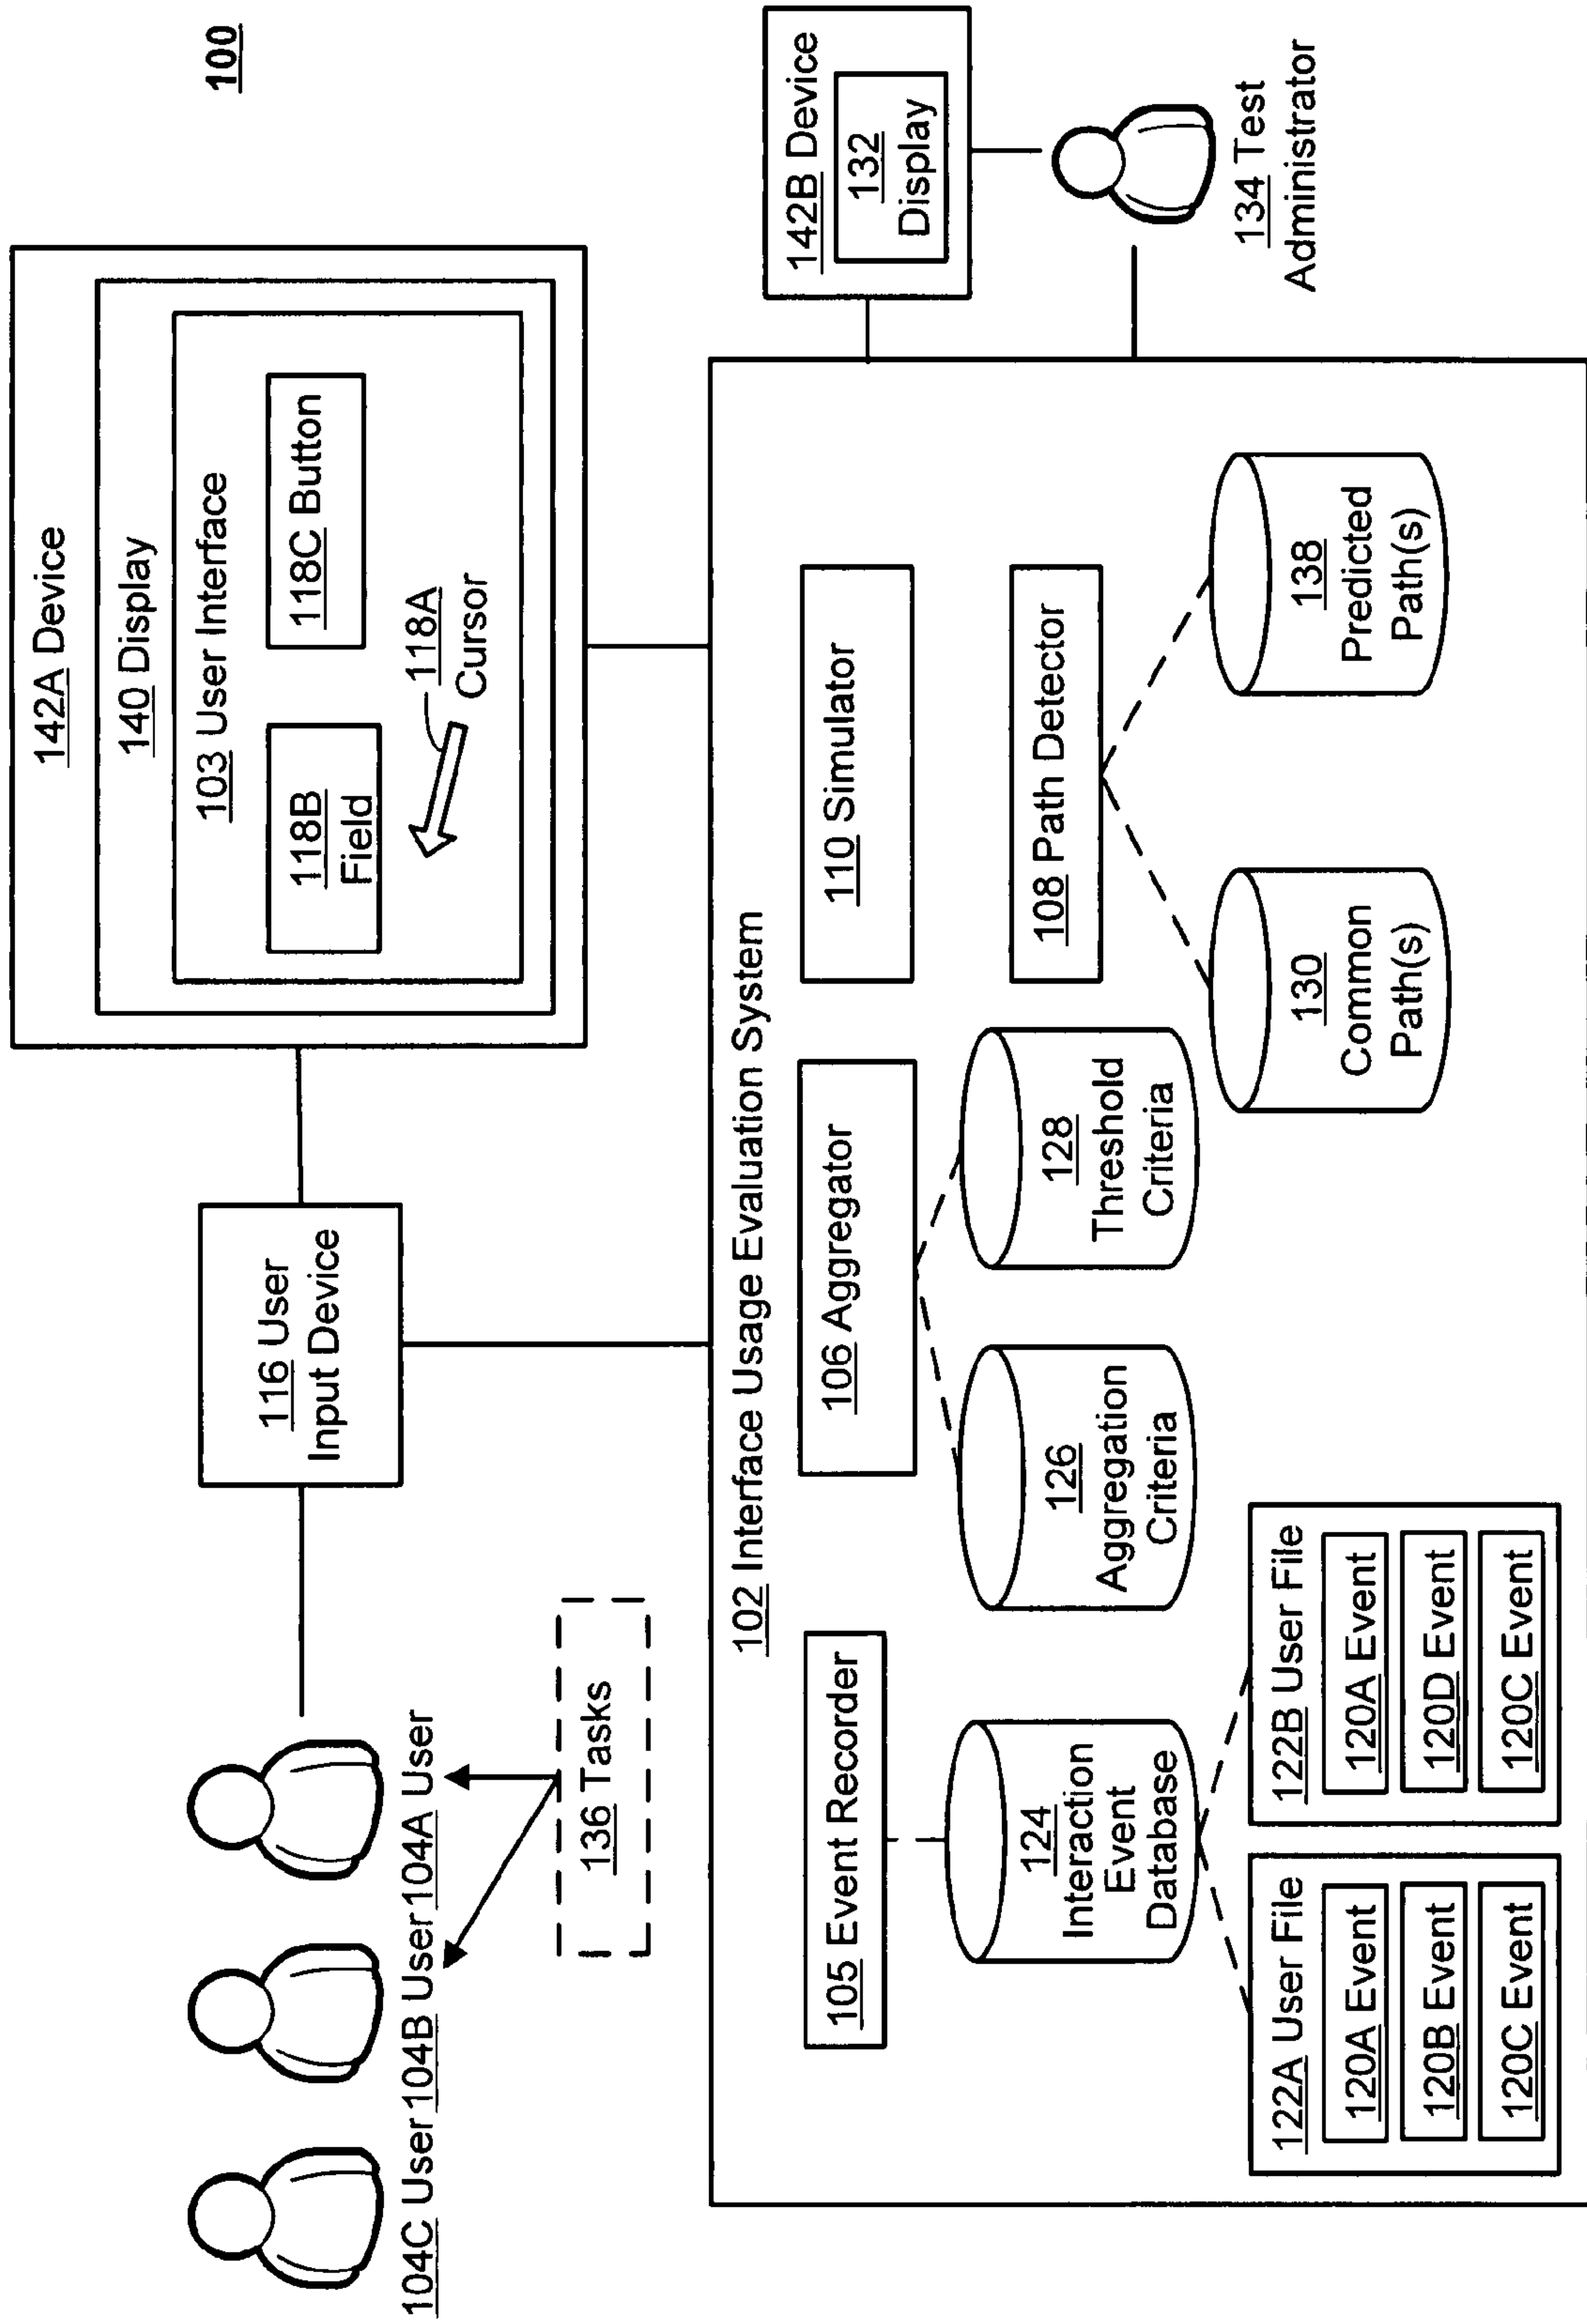 100
104C User
104B User
104A User
136 Tasks
116 User
Input Device
142A Device
140 Display
103 User Interface
118B
Field
118C Button
118A
Cursor
142B Device
132
Display
134 Test
Administrator
102 Interface Usage Evaluation System
105 Event Recorder
124
Interaction
Event
Database
122A User File
120A Event
120B Event
120C Event
122B User File
120A Event
120D Event
120C Event
106 Aggregator
126
Aggregation
Criteria
128
Threshold
Criteria
110 Simulator
108 Path Detector
130
Common
Path(s)
138
Predicted
Path(s)